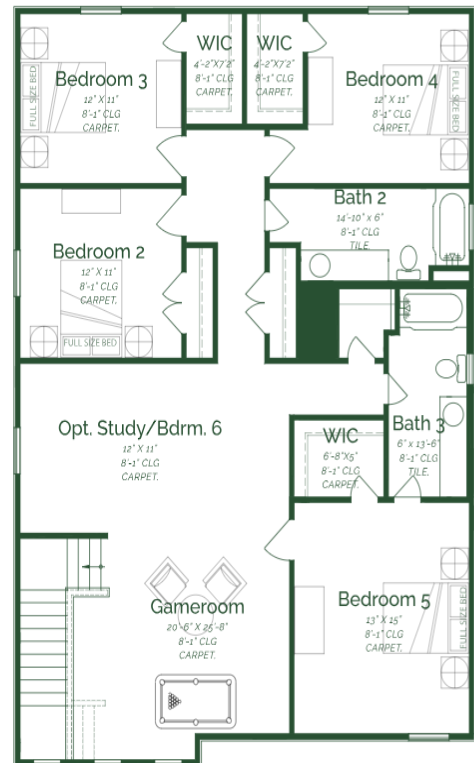 WIC
4'-2"X7'2"
8'-1" CLG
CARPET.
WIC
4'-2"X7'2"
8'-1" CLG
CARPET.
Bedroom 3
12' X 11'
8'-1" CLG
CARPET.
FULL SIZE BED
Bedroom 4
12' X 11'
8'-1" CLG
CARPET.
FULL SIZE BED
Bath 2
14'-10" x 6'
8'-1" CLG
TILE.
Bedroom 2
12' X 11'
8'-1" CLG
CARPET.
FULL SIZE BED
Opt. Study/Bdrm. 6
12' X 11'
8'-1" CLG
CARPET.
WIC
6'-8"X5'
8'-1" CLG
CARPET.
Bath 3
6' x 13'-6"
8'-1" CLG
TILE.
Gameroom
20'-6" X 25'-8"
8'-1" CLG
CARPET.
Bedroom 5
13' X 15'
8'-1" CLG
CARPET.
FULL SIZE BED